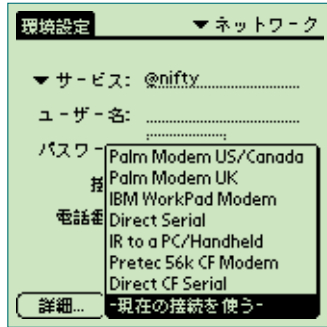 環境設定 ▼ ネットワーク
▼ サービス: @nifty
ユーザー名:
パスワー
Palm Modem US/Canada
Palm Modem UK
IBM WorkPad Modem
電話番 Direct Serial
IR to a PC/Handheld
Pretec 56k CF Modem
Direct CF Serial
詳細... -現在の接続を使う-